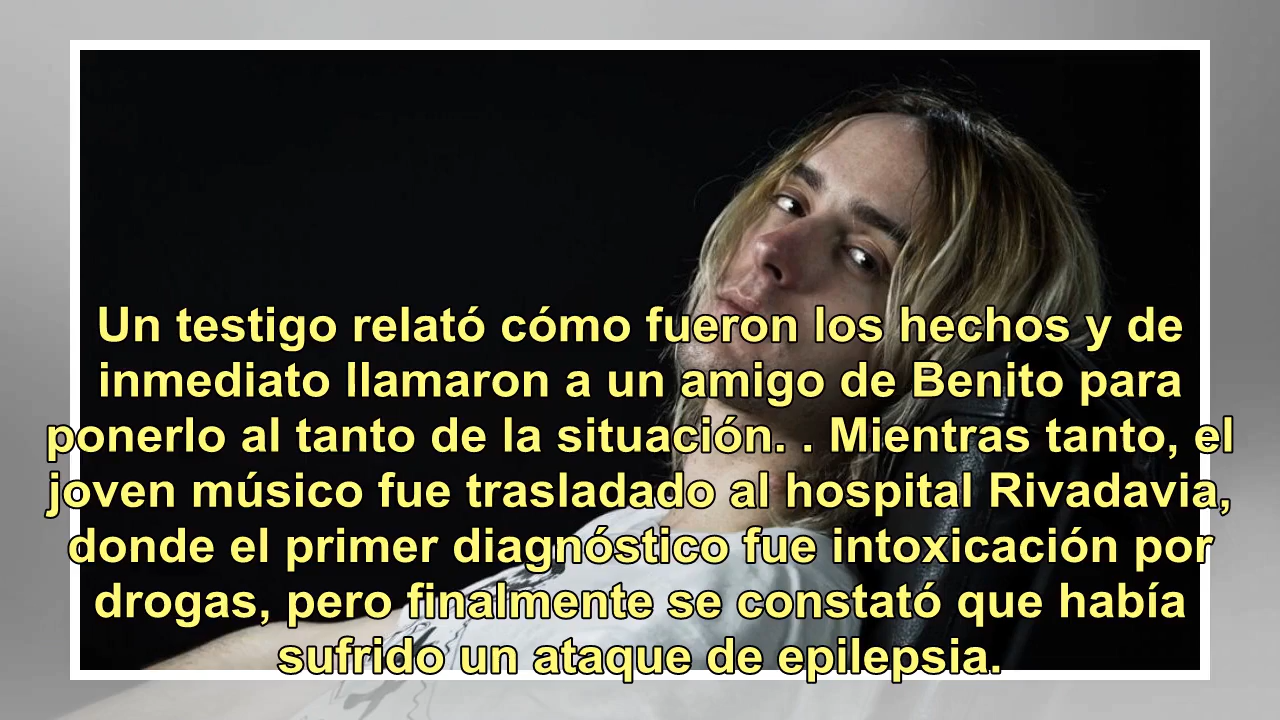 Un testigo relató cómo fueron los hechos y de
inmediato llamaron a un amigo de Benito para
ponerlo al tanto de la situación. . Mientras tanto, el
joven músico fue trasladado al hospital Rivadavia,
donde el primer diagnóstico fue intoxicación por
drogas, pero finalmente se constató que había
sufrido un ataque de epilepsia.